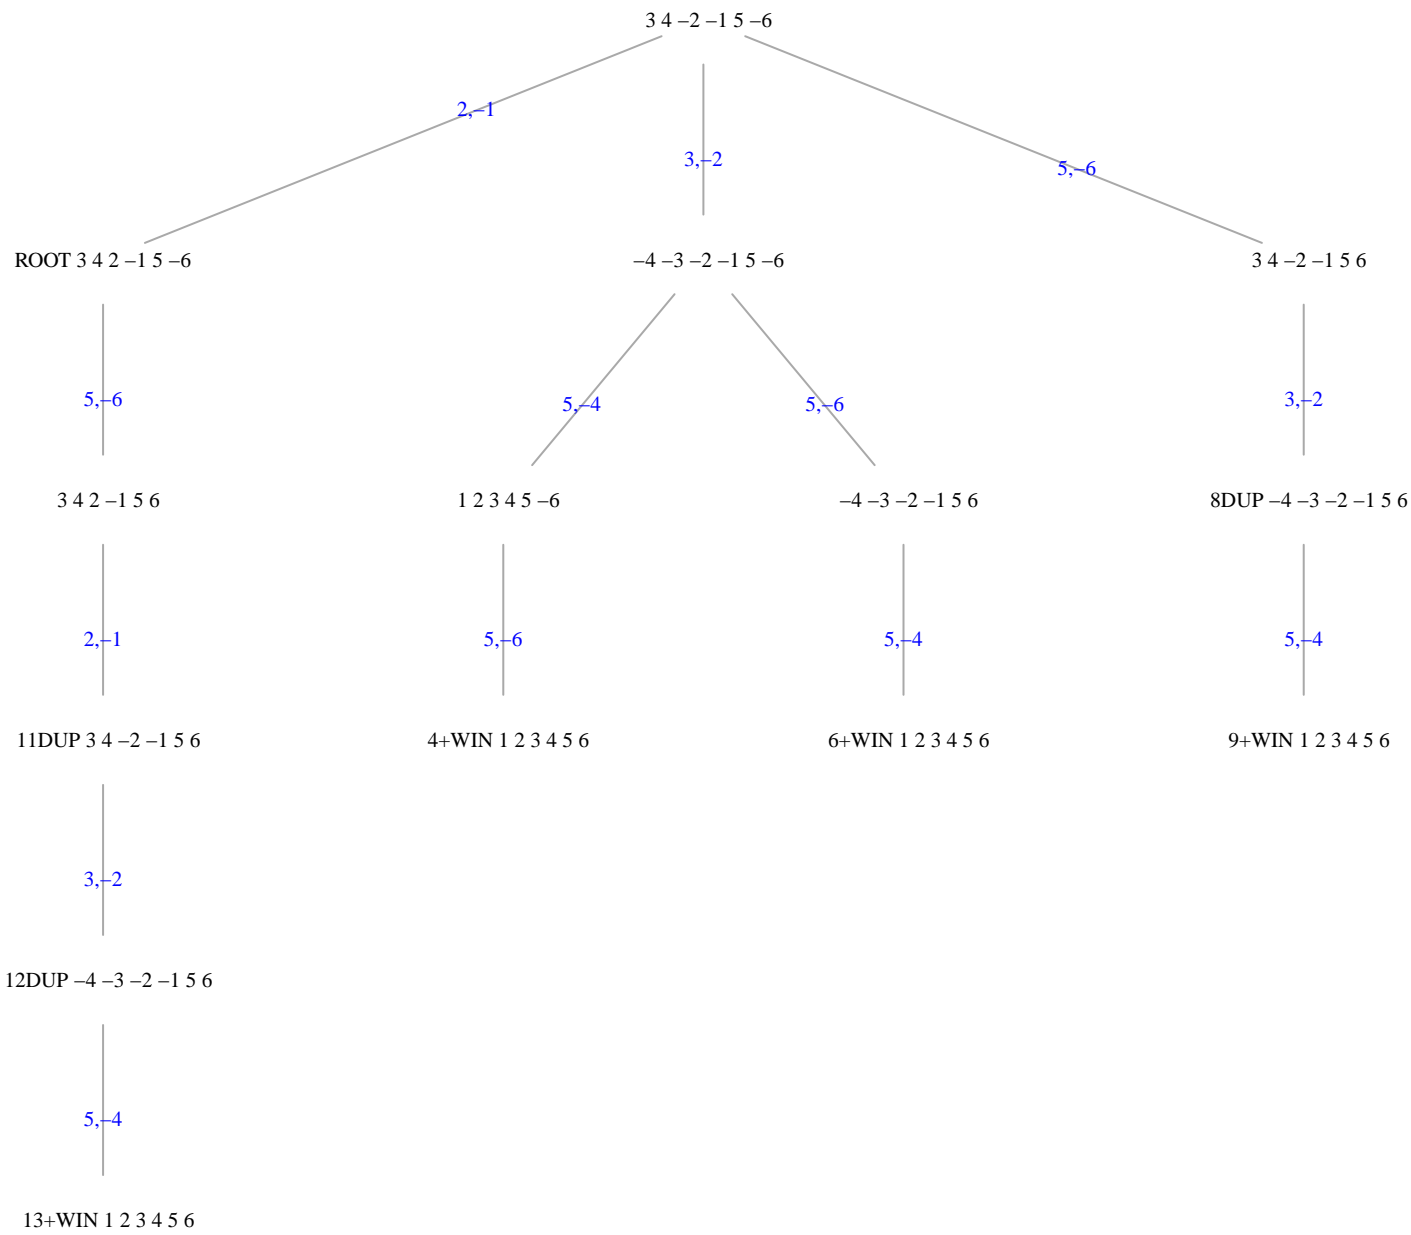 3 4 –2 –1 5 –6
2,–1
3,–2
5,–6
ROOT 3 4 2 –1 5 –6
–4 –3 –2 –1 5 –6
3 4 –2 –1 5 6
5,–6
5,–4
5,–6
3,–2
3 4 2 –1 5 6
1 2 3 4 5 –6
–4 –3 –2 –1 5 6
8DUP –4 –3 –2 –1 5 6
2,–1
5,–6
5,–4
5,–4
11DUP 3 4 –2 –1 5 6
4+WIN 1 2 3 4 5 6
6+WIN 1 2 3 4 5 6
9+WIN 1 2 3 4 5 6
3,–2
12DUP –4 –3 –2 –1 5 6
5,–4
13+WIN 1 2 3 4 5 6